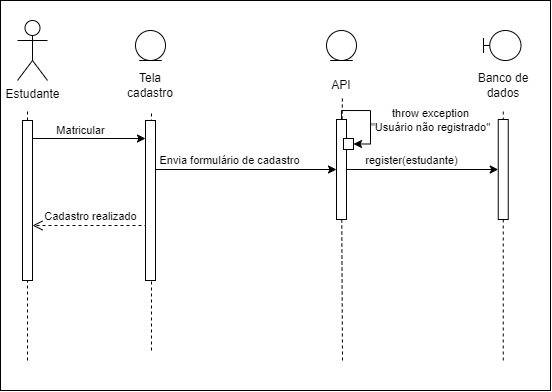 Estudante
Tela
cadastro
API
Banco de
dados
throw exception
"Usuário não registrado"
Matricular
Envia formulário de cadastro
register(estudante)
Cadastro realizado